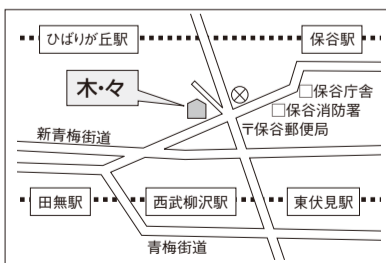 ひばりが丘駅
保谷駅
木・々
□保谷庁舎
□保谷消防署
〒保谷郵便局
新青梅街道
田無駅
西武柳沢駅
東伏見駅
青梅街道